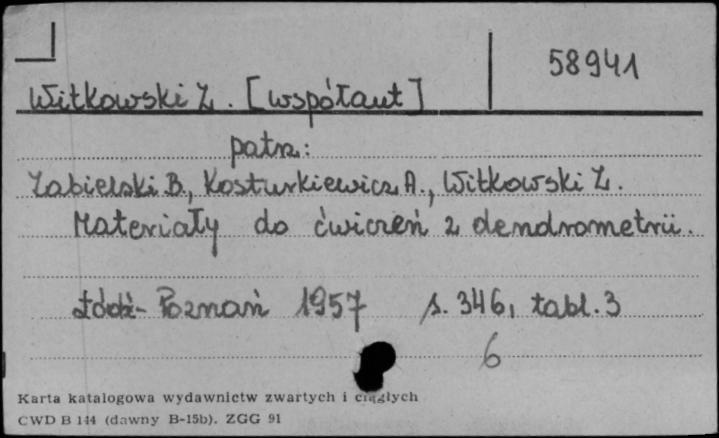 58941
Witkowski Z. [współaut]
patrz:
Zabielski B., Kosturkiewicz A., Witkowski Z.
Materiały do ćwiczeń z dendrometrii.
Łódź-Poznań 1957 s. 346, tabl. 3
6
Karta katalogowa wydawnictw zwartych i ciągłych
CWD B 144 (dawny B-15b). ZGG 91